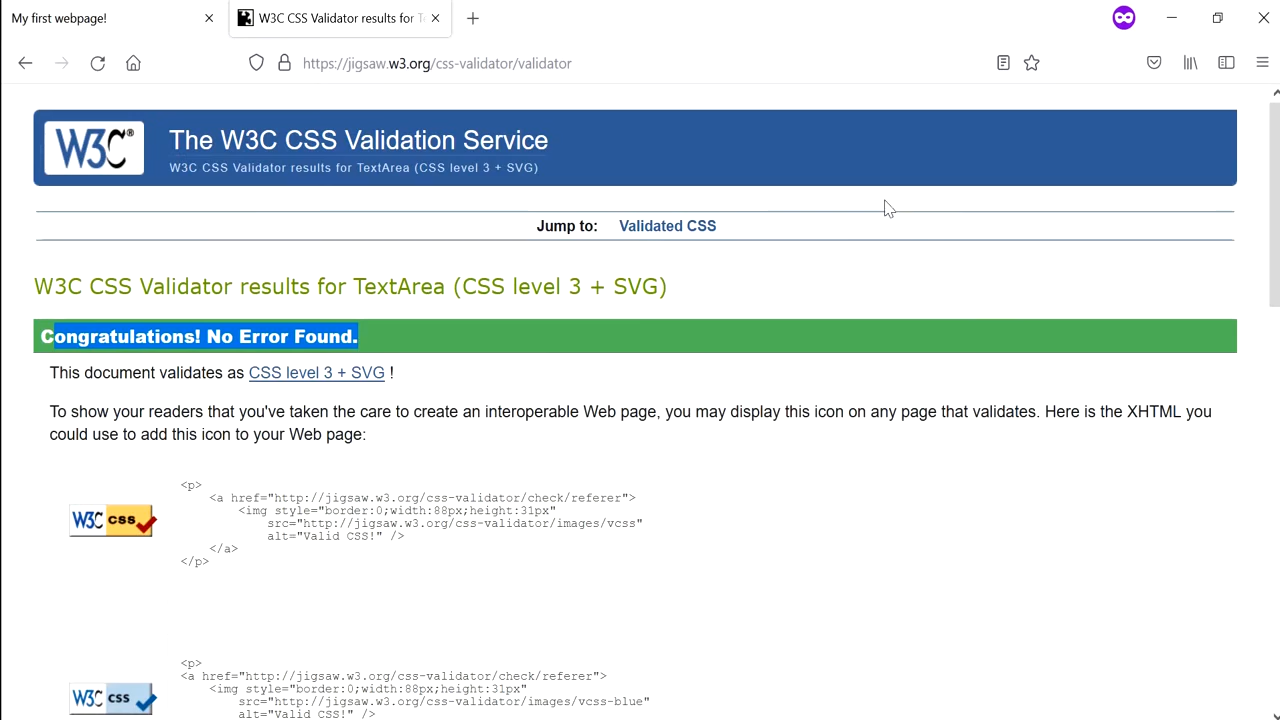 My first webpage!
W3C CSS Validator results for T
https://jigsaw.w3.org/css-validator/validator
W3C®
The W3C CSS Validation Service
W3C CSS Validator results for TextArea (CSS level 3 + SVG)
Jump to: Validated CSS
W3C CSS Validator results for TextArea (CSS level 3 + SVG)
Congratulations! No Error Found.
This document validates as CSS level 3 + SVG !
To show your readers that you've taken the care to create an interoperable Web page, you may display this icon on any page that validates. Here is the XHTML you
could use to add this icon to your Web page:
W3C CSS
<p>
<a href="http://jigsaw.w3.org/css-validator/check/referer">
<img style="border:0;width:88px;height:31px"
src="http://jigsaw.w3.org/css-validator/images/vcss"
alt="Valid CSS!" />
</a>
</p>
W3C CSS
<p>
<a href="http://jigsaw.w3.org/css-validator/check/referer">
<img style="border:0;width:88px;height:31px"
src="http://jigsaw.w3.org/css-validator/images/vcss-blue"
alt="Valid CSS!" />